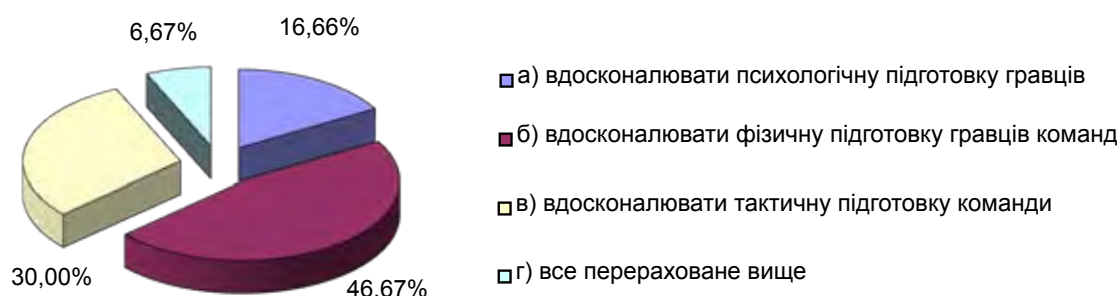 6,67%
16,66%
30,00%
46,67%
а) вдосконалювати психологічну підготовку гравців
б) вдосконалювати фізичну підготовку гравців команд
в) вдосконалювати тактичну підготовку команди
г) все перераховане вище